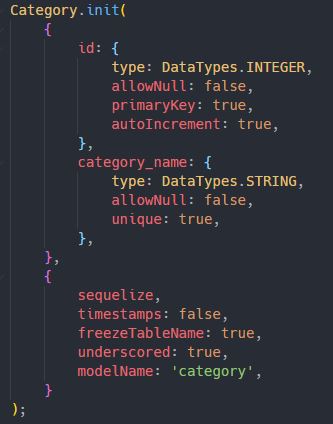 Category.init(
    {
        id: {
            type: DataTypes.INTEGER,
            allowNull: false,
            primaryKey: true,
            autoIncrement: true,
        },
        category_name: {
            type: DataTypes.STRING,
            allowNull: false,
            unique: true,
        },
    },
    {
        sequelize,
        timestamps: false,
        freezeTableName: true,
        underscored: true,
        modelName: 'category',
    }
);